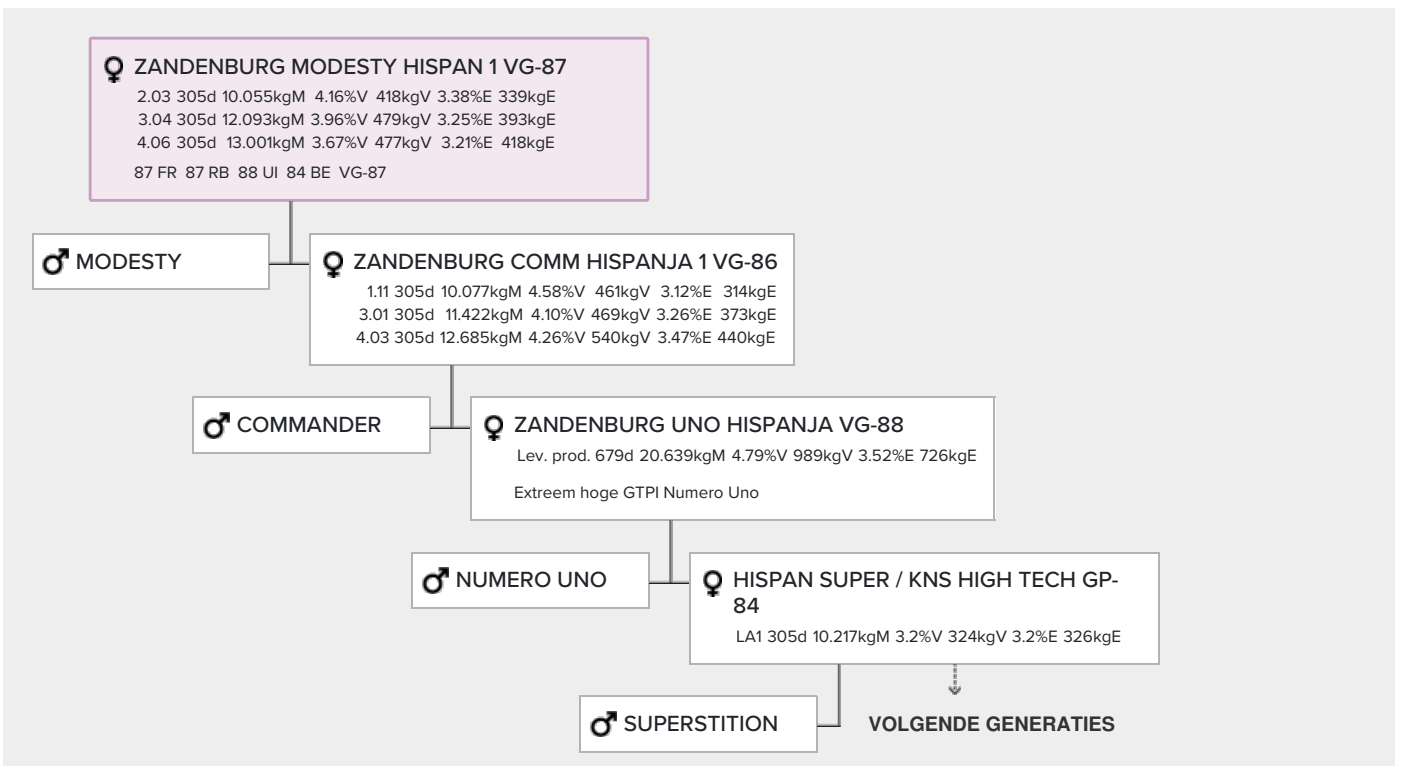 ZANDENBURG MODESTY HISPAN 1 VG-87
2.03 305d 10.055kgM 4.16%V 418kgV 3.38%E 339kgE
3.04 305d 12.093kgM 3.96%V 479kgV 3.25%E 393kgE
4.06 305d 13.001kgM 3.67%V 477kgV 3.21%E 418kgE
87 FR 87 RB 88 UI 84 BE VG-87
MODESTY
ZANDENBURG COMM HISPANJA 1 VG-86
1.11 305d 10.077kgM 4.58%V 461kgV 3.12%E 314kgE
3.01 305d 11.422kgM 4.10%V 469kgV 3.26%E 373kgE
4.03 305d 12.685kgM 4.26%V 540kgV 3.47%E 440kgE
COMMANDER
ZANDENBURG UNO HISPANJA VG-88
Lev. prod. 679d 20.639kgM 4.79%V 989kgV 3.52%E 726kgE
Extreem hoge GTPI Numero Uno
NUMERO UNO
HISPAN SUPER / KNS HIGH TECH GP-
84
LA1 305d 10.217kgM 3.2%V 324kgV 3.2%E 326kgE
SUPERSTITION
VOLGENDE GENERATIES